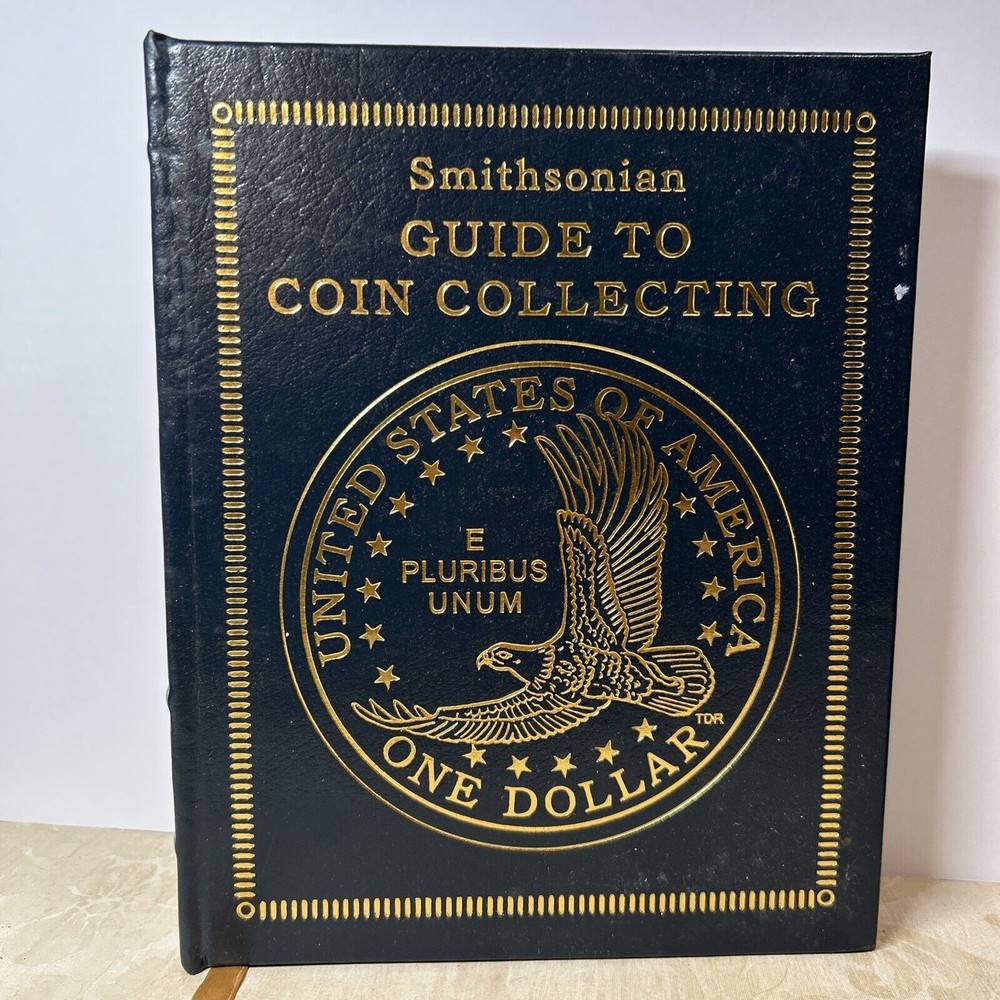 Smithsonian
GUIDE TO
COIN COLLECTING
UNITED STATES OF AMERICA
E
PLURIBUS
UNUM
TDR
ONE DOLLAR